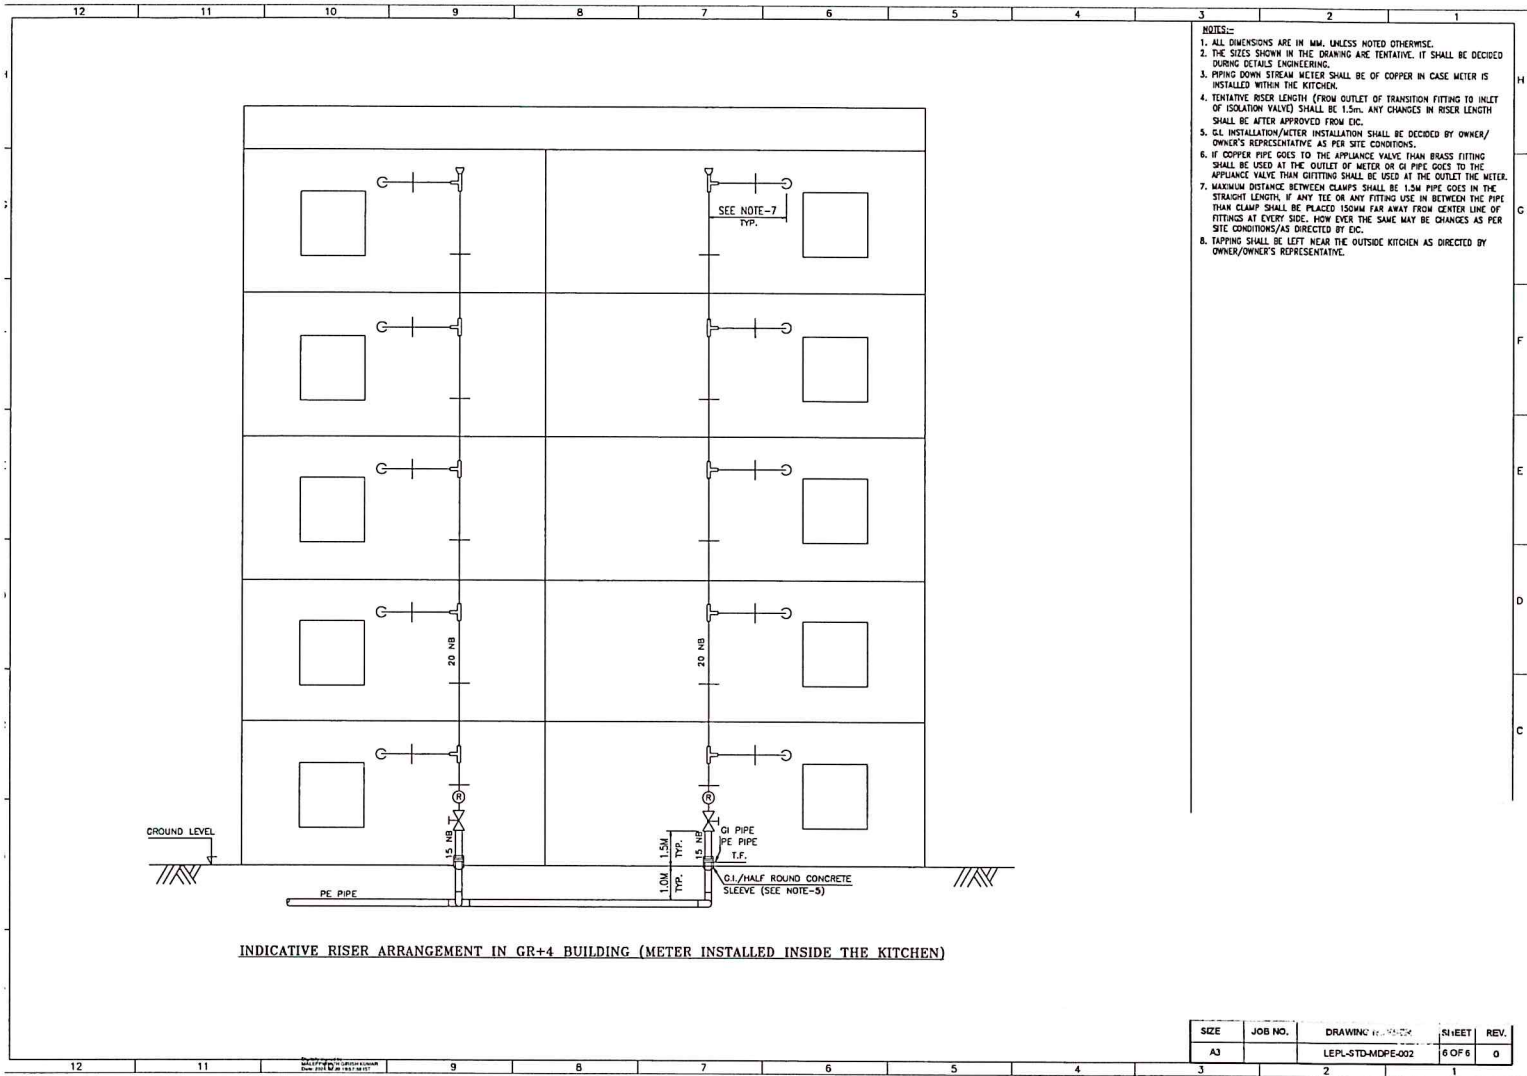 12 11 10 9 8 7 6 5 4 3 2 1
NOTES:-
1. ALL DIMENSIONS ARE IN MM. UNLESS NOTED OTHERWISE.
2. THE SIZES SHOWN IN THE DRAWING ARE TENTATIVE. IT SHALL BE DECIDED
DURING DETAILS ENGINEERING.
3. PIPING DOWN STREAM METER SHALL BE OF COPPER IN CASE METER IS
INSTALLED WITHIN THE KITCHEN.
4. TENTATIVE RISER LENGTH (FROM OUTLET OF TRANSITION FITTING TO INLET
OF ISOLATION VALVE) SHALL BE 1.5m. ANY CHANGES IN RISER LENGTH
SHALL BE AFTER APPROVED FROM EIC.
5. G.I. INSTALLATION/METER INSTALLATION SHALL BE DECIDED BY OWNER/
OWNER'S REPRESENTATIVE AS PER SITE CONDITIONS.
6. IF COPPER PIPE GOES TO THE APPLIANCE VALVE THAN BRASS FITTING
SHALL BE USED AT THE OUTLET OF METER OR GI PIPE GOES TO THE
APPLIANCE VALVE THAN GIFITTING SHALL BE USED AT THE OUTLET THE METER.
7. MAXIMUM DISTANCE BETWEEN CLAMPS SHALL BE 1.5M PIPE GOES IN THE
STRAIGHT LENGTH, IF ANY TEE OR ANY FITTING USE IN BETWEEN THE PIPE
THAN CLAMP SHALL BE PLACED 150MM FAR AWAY FROM CENTER LINE OF
FITTINGS AT EVERY SIDE. HOW EVER THE SAME MAY BE CHANGES AS PER
SITE CONDITIONS/AS DIRECTED BY EIC.
8. TAPPING SHALL BE LEFT NEAR THE OUTSIDE KITCHEN AS DIRECTED BY
OWNER/OWNER'S REPRESENTATIVE.
H
G
F
E
D
C
SEE NOTE-7
TYP.
20 NB
20 NB
R
R
GROUND LEVEL
15 NB
1.5M
TYP.
15 NB
GI PIPE
PE PIPE
T.F.
1.0M
TYP.
G.I./HALF ROUND CONCRETE
SLEEVE (SEE NOTE-5)
PE PIPE
INDICATIVE RISER ARRANGEMENT IN GR+4 BUILDING (METER INSTALLED INSIDE THE KITCHEN)
SIZE JOB NO. DRAWING SHEET REV.
A3 LEPL-STD-MDPE-002 6 OF 6 0
12 11 9 8 7 6 5 4 3 2 1